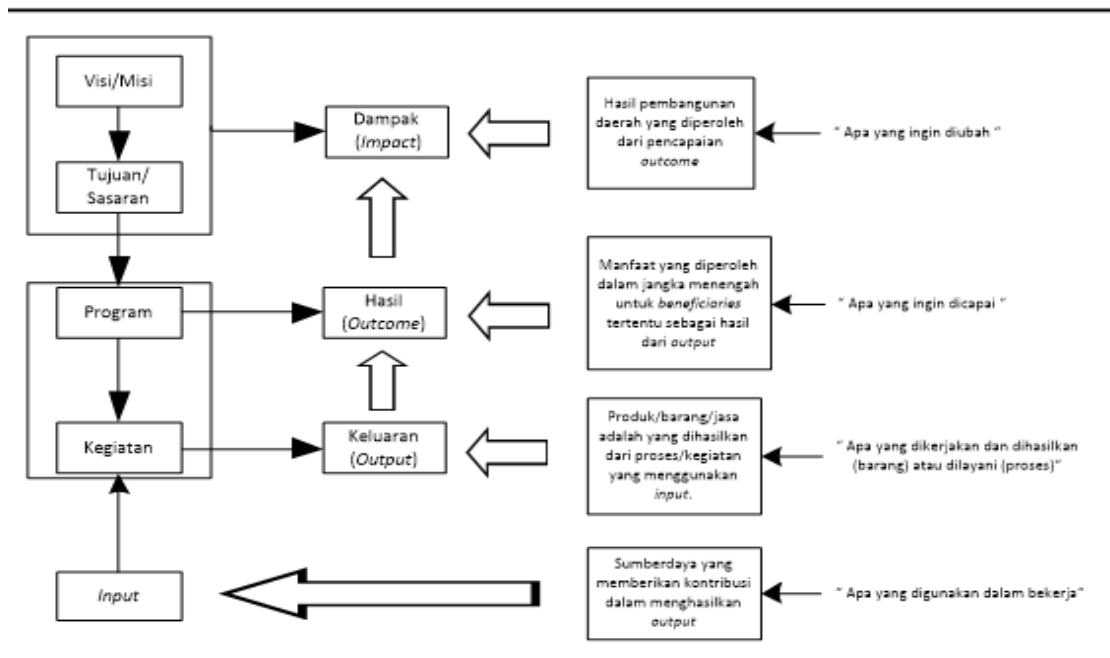 Visi/Misi
Tujuan/
Sasaran
Dampak
(Impact)
Hasil pembangunan
daerah yang diperoleh
dari pencapaian
outcome
“ Apa yang ingin diubah “
Program
Hasil
(Outcome)
Manfaat yang diperoleh
dalam jangka menengah
untuk beneficiaries
tertentu sebagai hasil
dari output
“ Apa yang ingin dicapai “
Kegiatan
Keluaran
(Output)
Produk/barang/jasa
adalah yang dihasilkan
dari proses/kegiatan
yang menggunakan
input.
“ Apa yang dikerjakan dan dihasilkan
(barang) atau dilayani (proses)”
Input
Sumberdaya yang
memberikan kontribusi
dalam menghasilkan
output
“ Apa yang digunakan dalam bekerja”